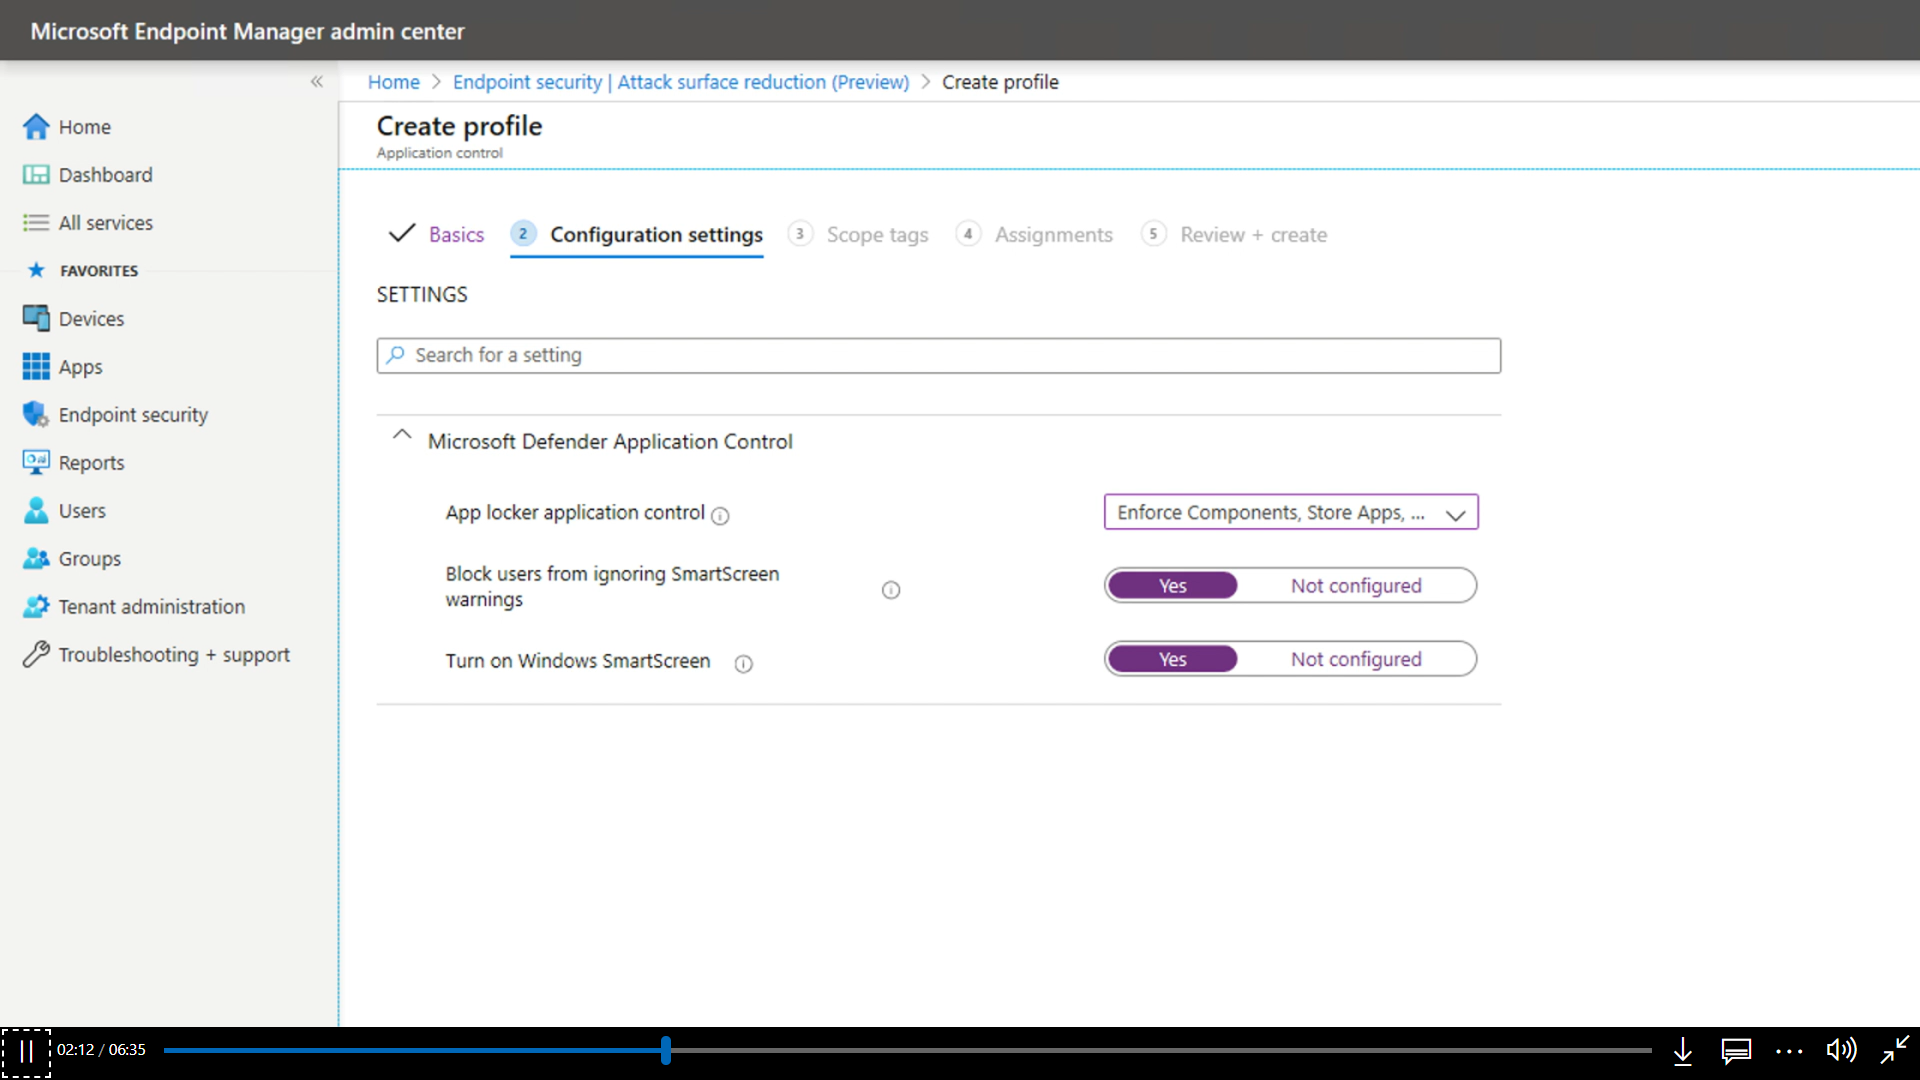 Microsoft Endpoint Manager admin center
Home > Endpoint security | Attack surface reduction (Preview) > Create profile
Home
Dashboard
All services
FAVORITES
Devices
Apps
Endpoint security
Reports
Users
Groups
Tenant administration
Troubleshooting + support
Create profile
Application control
Basics 2 Configuration settings 3 Scope tags 4 Assignments 5 Review + create
SETTINGS
Search for a setting
Microsoft Defender Application Control
App locker application control Enforce Components, Store Apps, ...
Block users from ignoring SmartScreen
warnings
Yes Not configured
Turn on Windows SmartScreen Yes Not configured
02:12 / 06:35